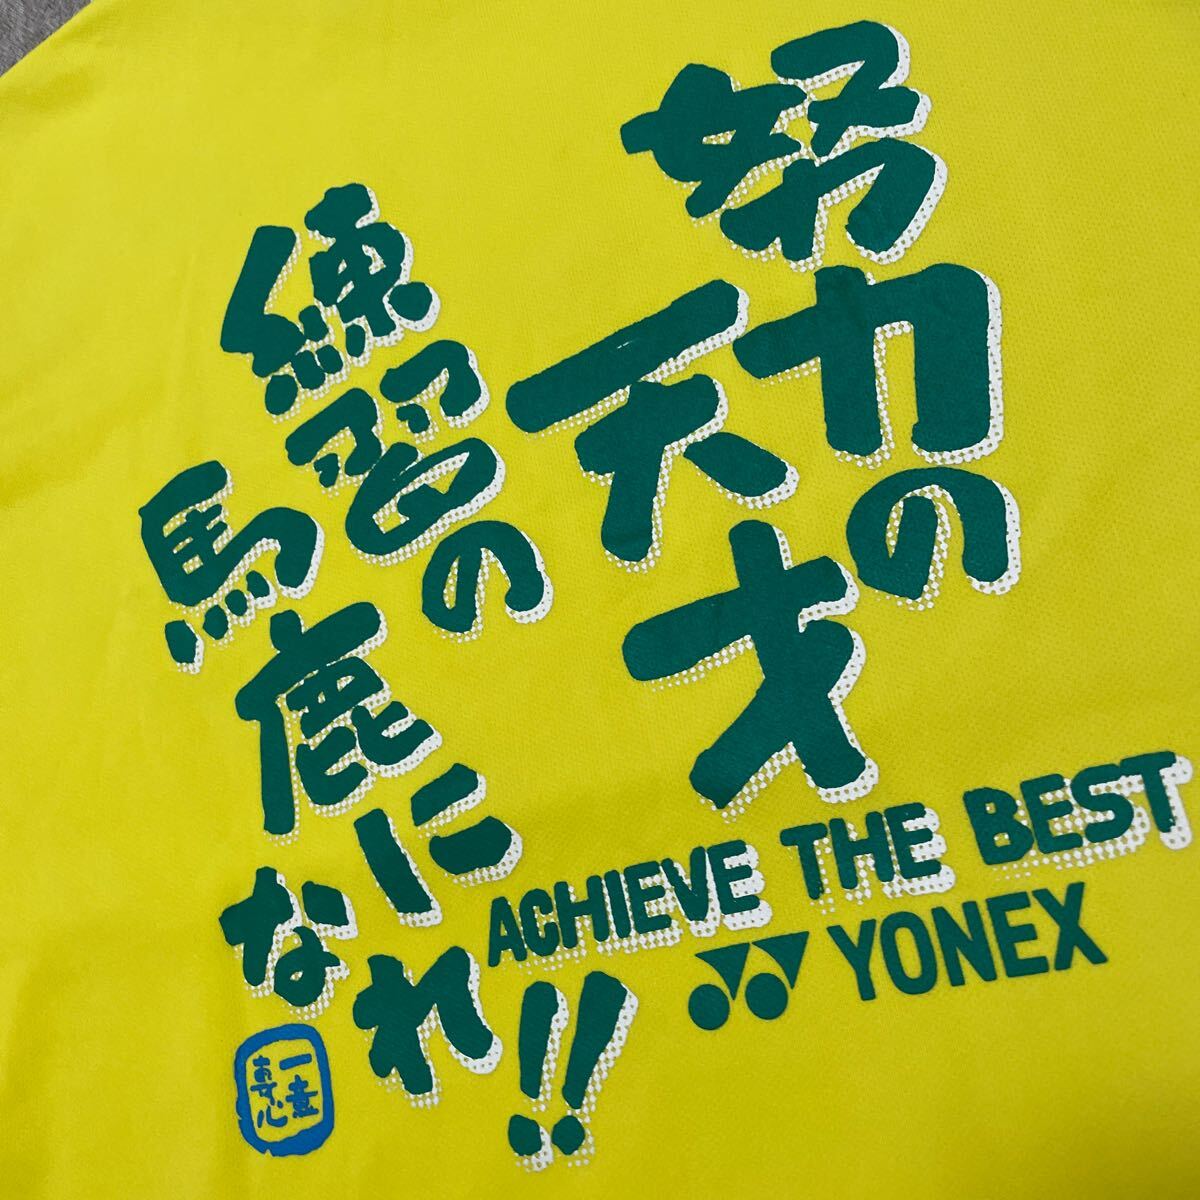 努力の
天才
練習の
馬鹿に
なれ!!
ACHIEVE THE BEST
YONEX
一意
専心